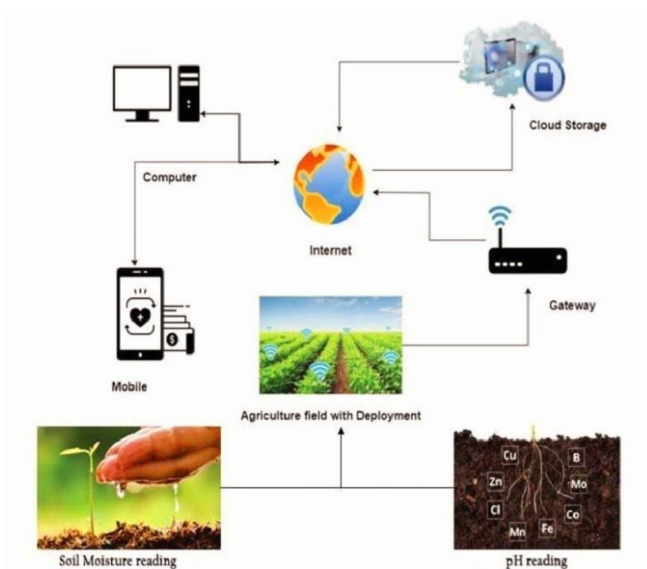 Cloud Storage
Computer
Internet
Gateway
Mobile
$
Agriculture field with Deployment
Cu
B
Zn
Mo
Cl
Co
Mn
Fe
Soil Moisture reading
pH reading